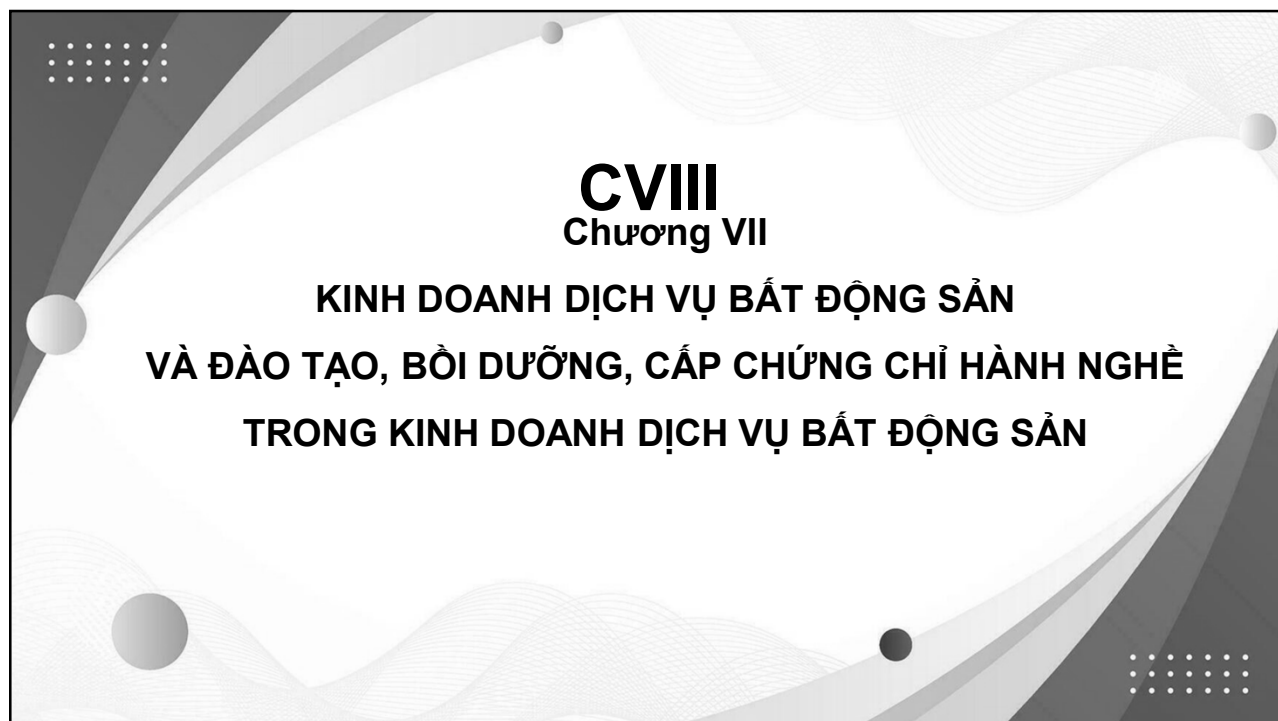 CVIII
Chương VII
KINH DOANH DỊCH VỤ BẤT ĐỘNG SẢN
VÀ ĐÀO TẠO, BỒI DƯỠNG, CẤP CHỨNG CHỈ HÀNH NGHỀ
TRONG KINH DOANH DỊCH VỤ BẤT ĐỘNG SẢN